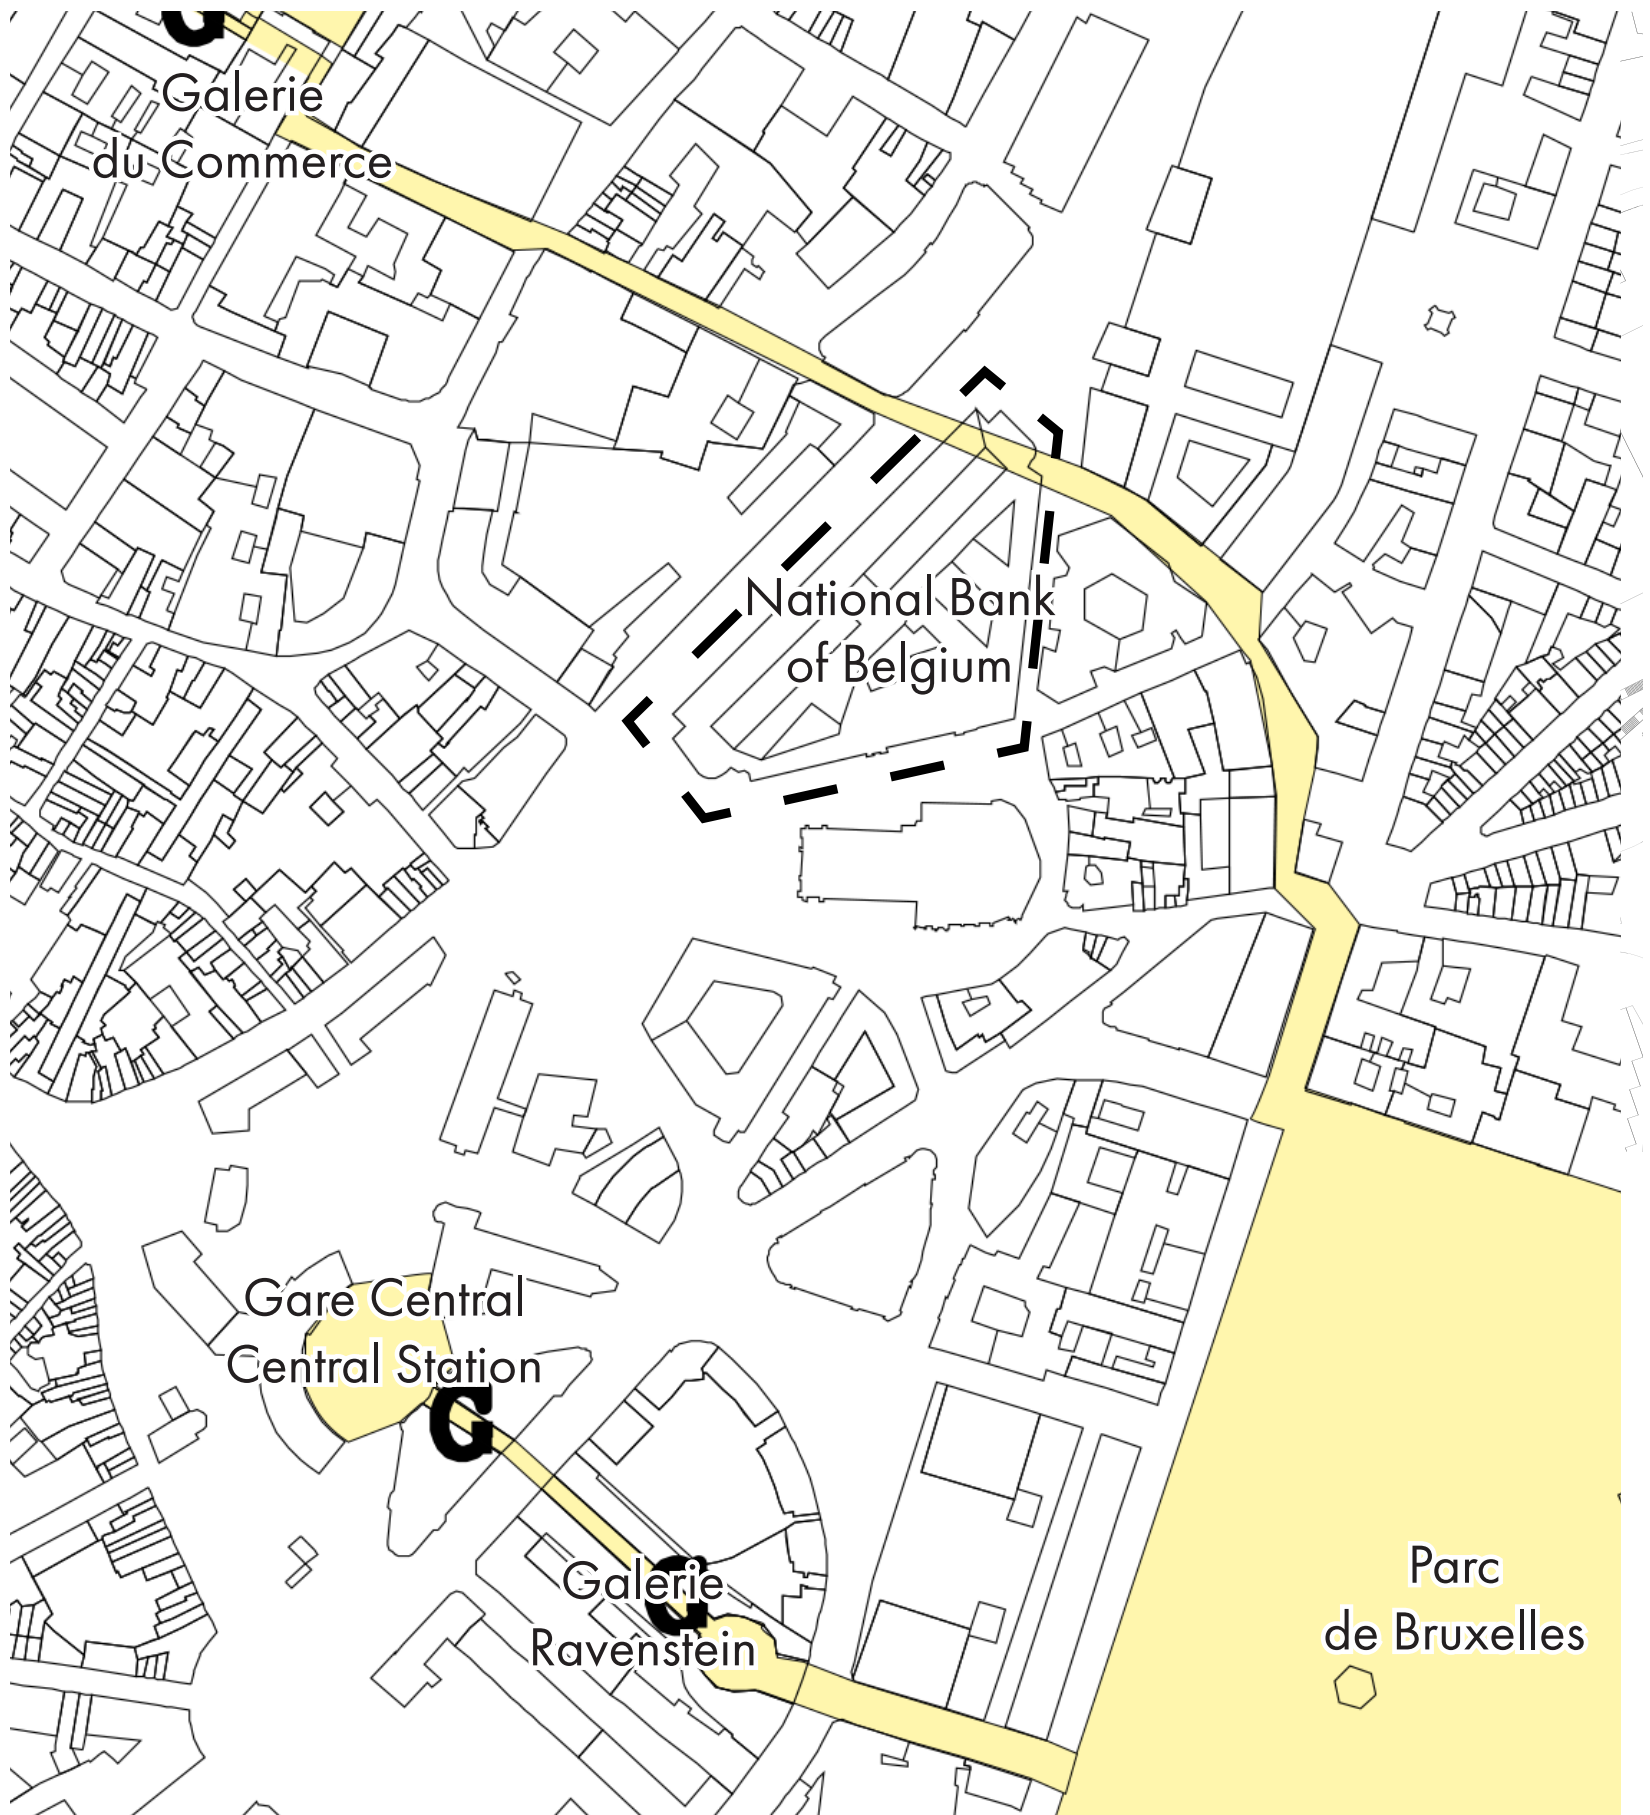 G
Galerie
du Commerce
National Bank
of Belgium
Gare Central
Central Station
G
G
Galerie
Ravenstein
Parc
de Bruxelles